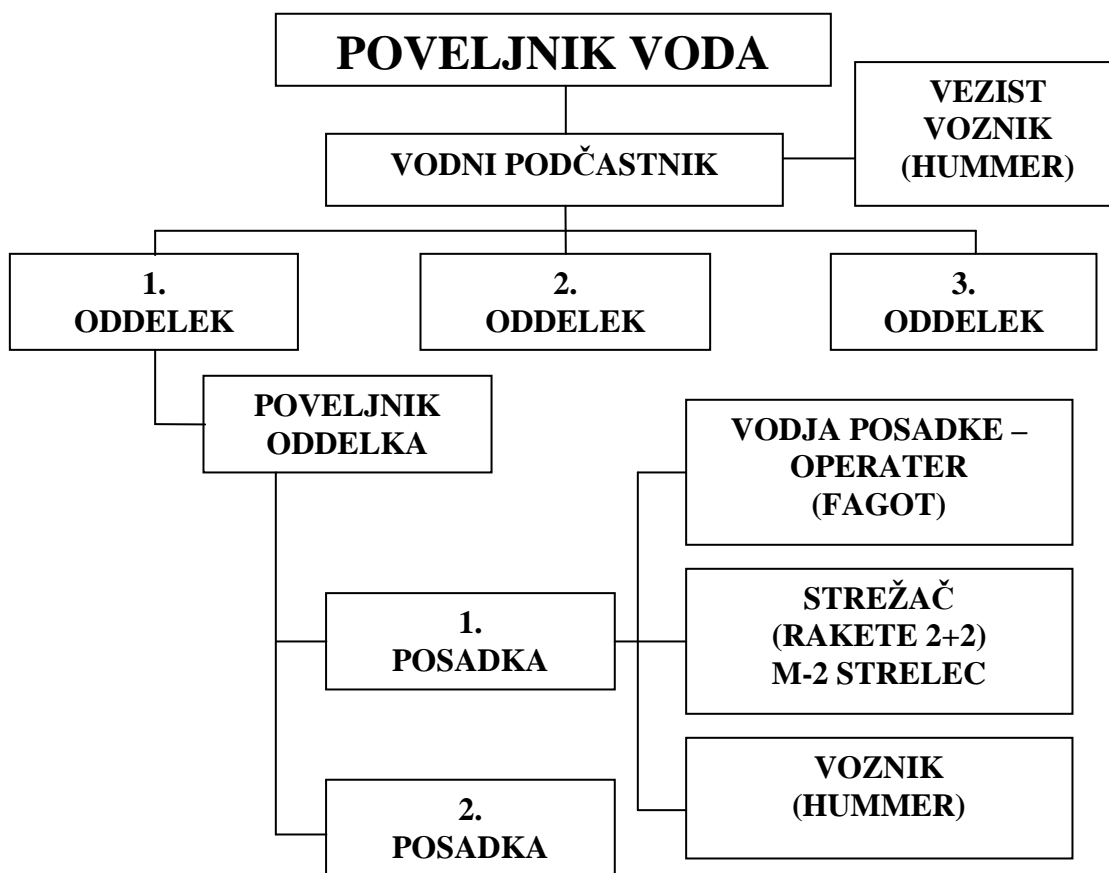 POVELJNIK VODA
VEZIST
VOZNIK
(HUMMER)
VODNI PODČASTNIK
1.
ODDELEK
2.
ODDELEK
3.
ODDELEK
POVELJNIK
ODDELKA
VODJA POSADKE –
OPERATER
(FAGOT)
1.
POSADKA
STREŽAČ
(RAKETE 2+2)
M-2 STRELEC
2.
POSADKA
VOZNIK
(HUMMER)